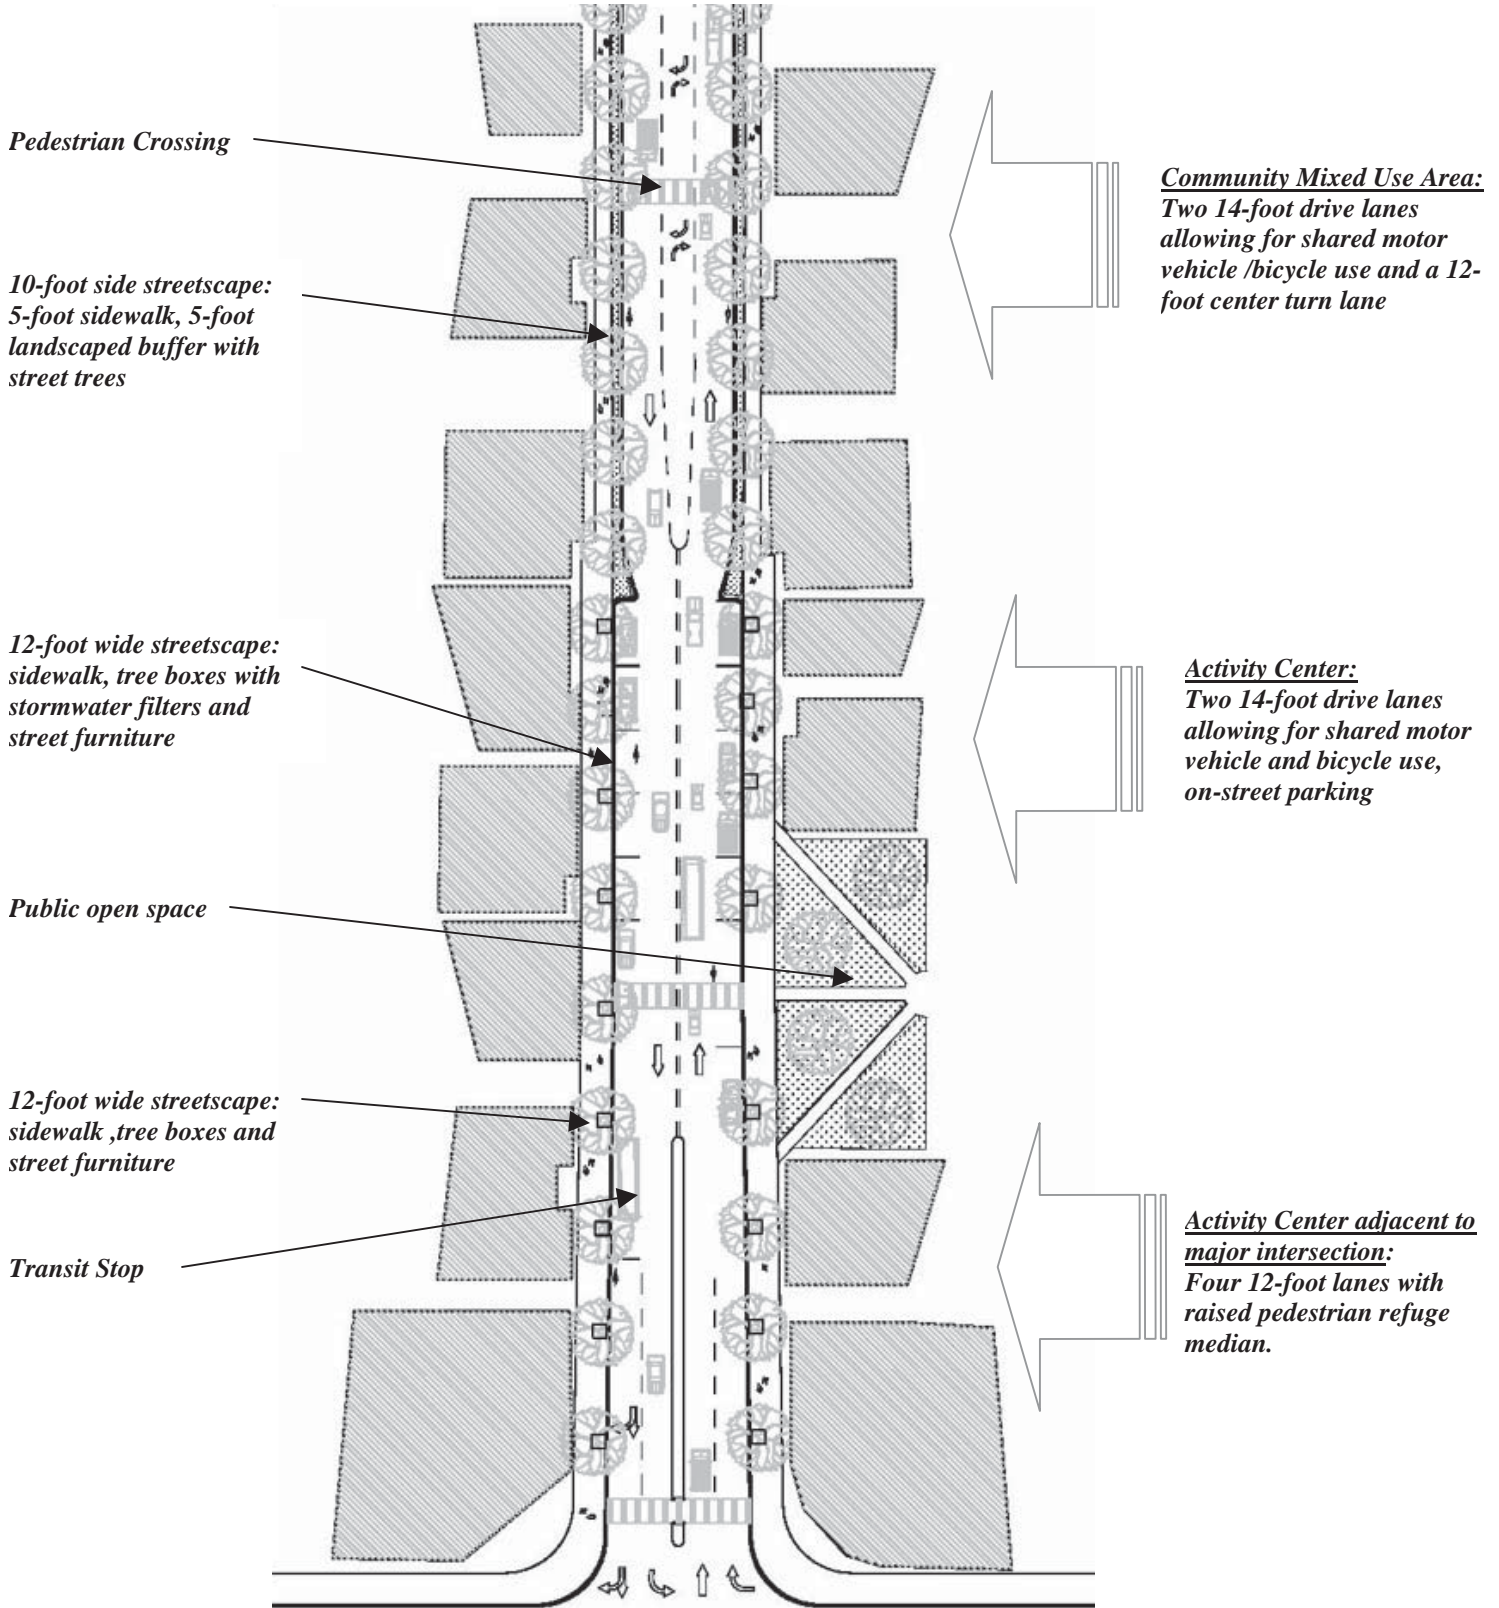 Pedestrian Crossing
10-foot side streetscape:
5-foot sidewalk, 5-foot
landscaped buffer with
street trees
12-foot wide streetscape:
sidewalk, tree boxes with
stormwater filters and
street furniture
Public open space
12-foot wide streetscape:
sidewalk ,tree boxes and
street furniture
Transit Stop
Community Mixed Use Area:
Two 14-foot drive lanes
allowing for shared motor
vehicle /bicycle use and a 12-
foot center turn lane
Activity Center:
Two 14-foot drive lanes
allowing for shared motor
vehicle and bicycle use,
on-street parking
Activity Center adjacent to
major intersection:
Four 12-foot lanes with
raised pedestrian refuge
median.